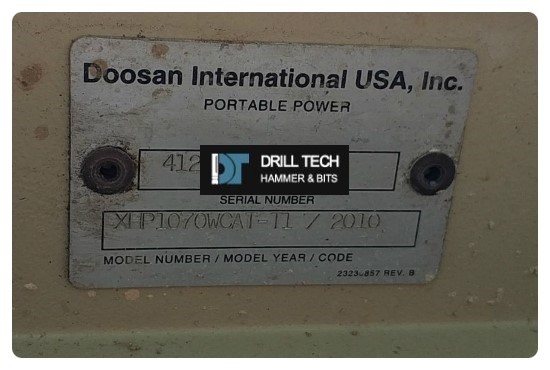 Doosan International USA, Inc.
PORTABLE POWER
412
DT DRILL TECH
HAMMER & BITS
SERIAL NUMBER
XHP1070WCAT-T1 / 2010
MODEL NUMBER / MODEL YEAR / CODE
REV. B